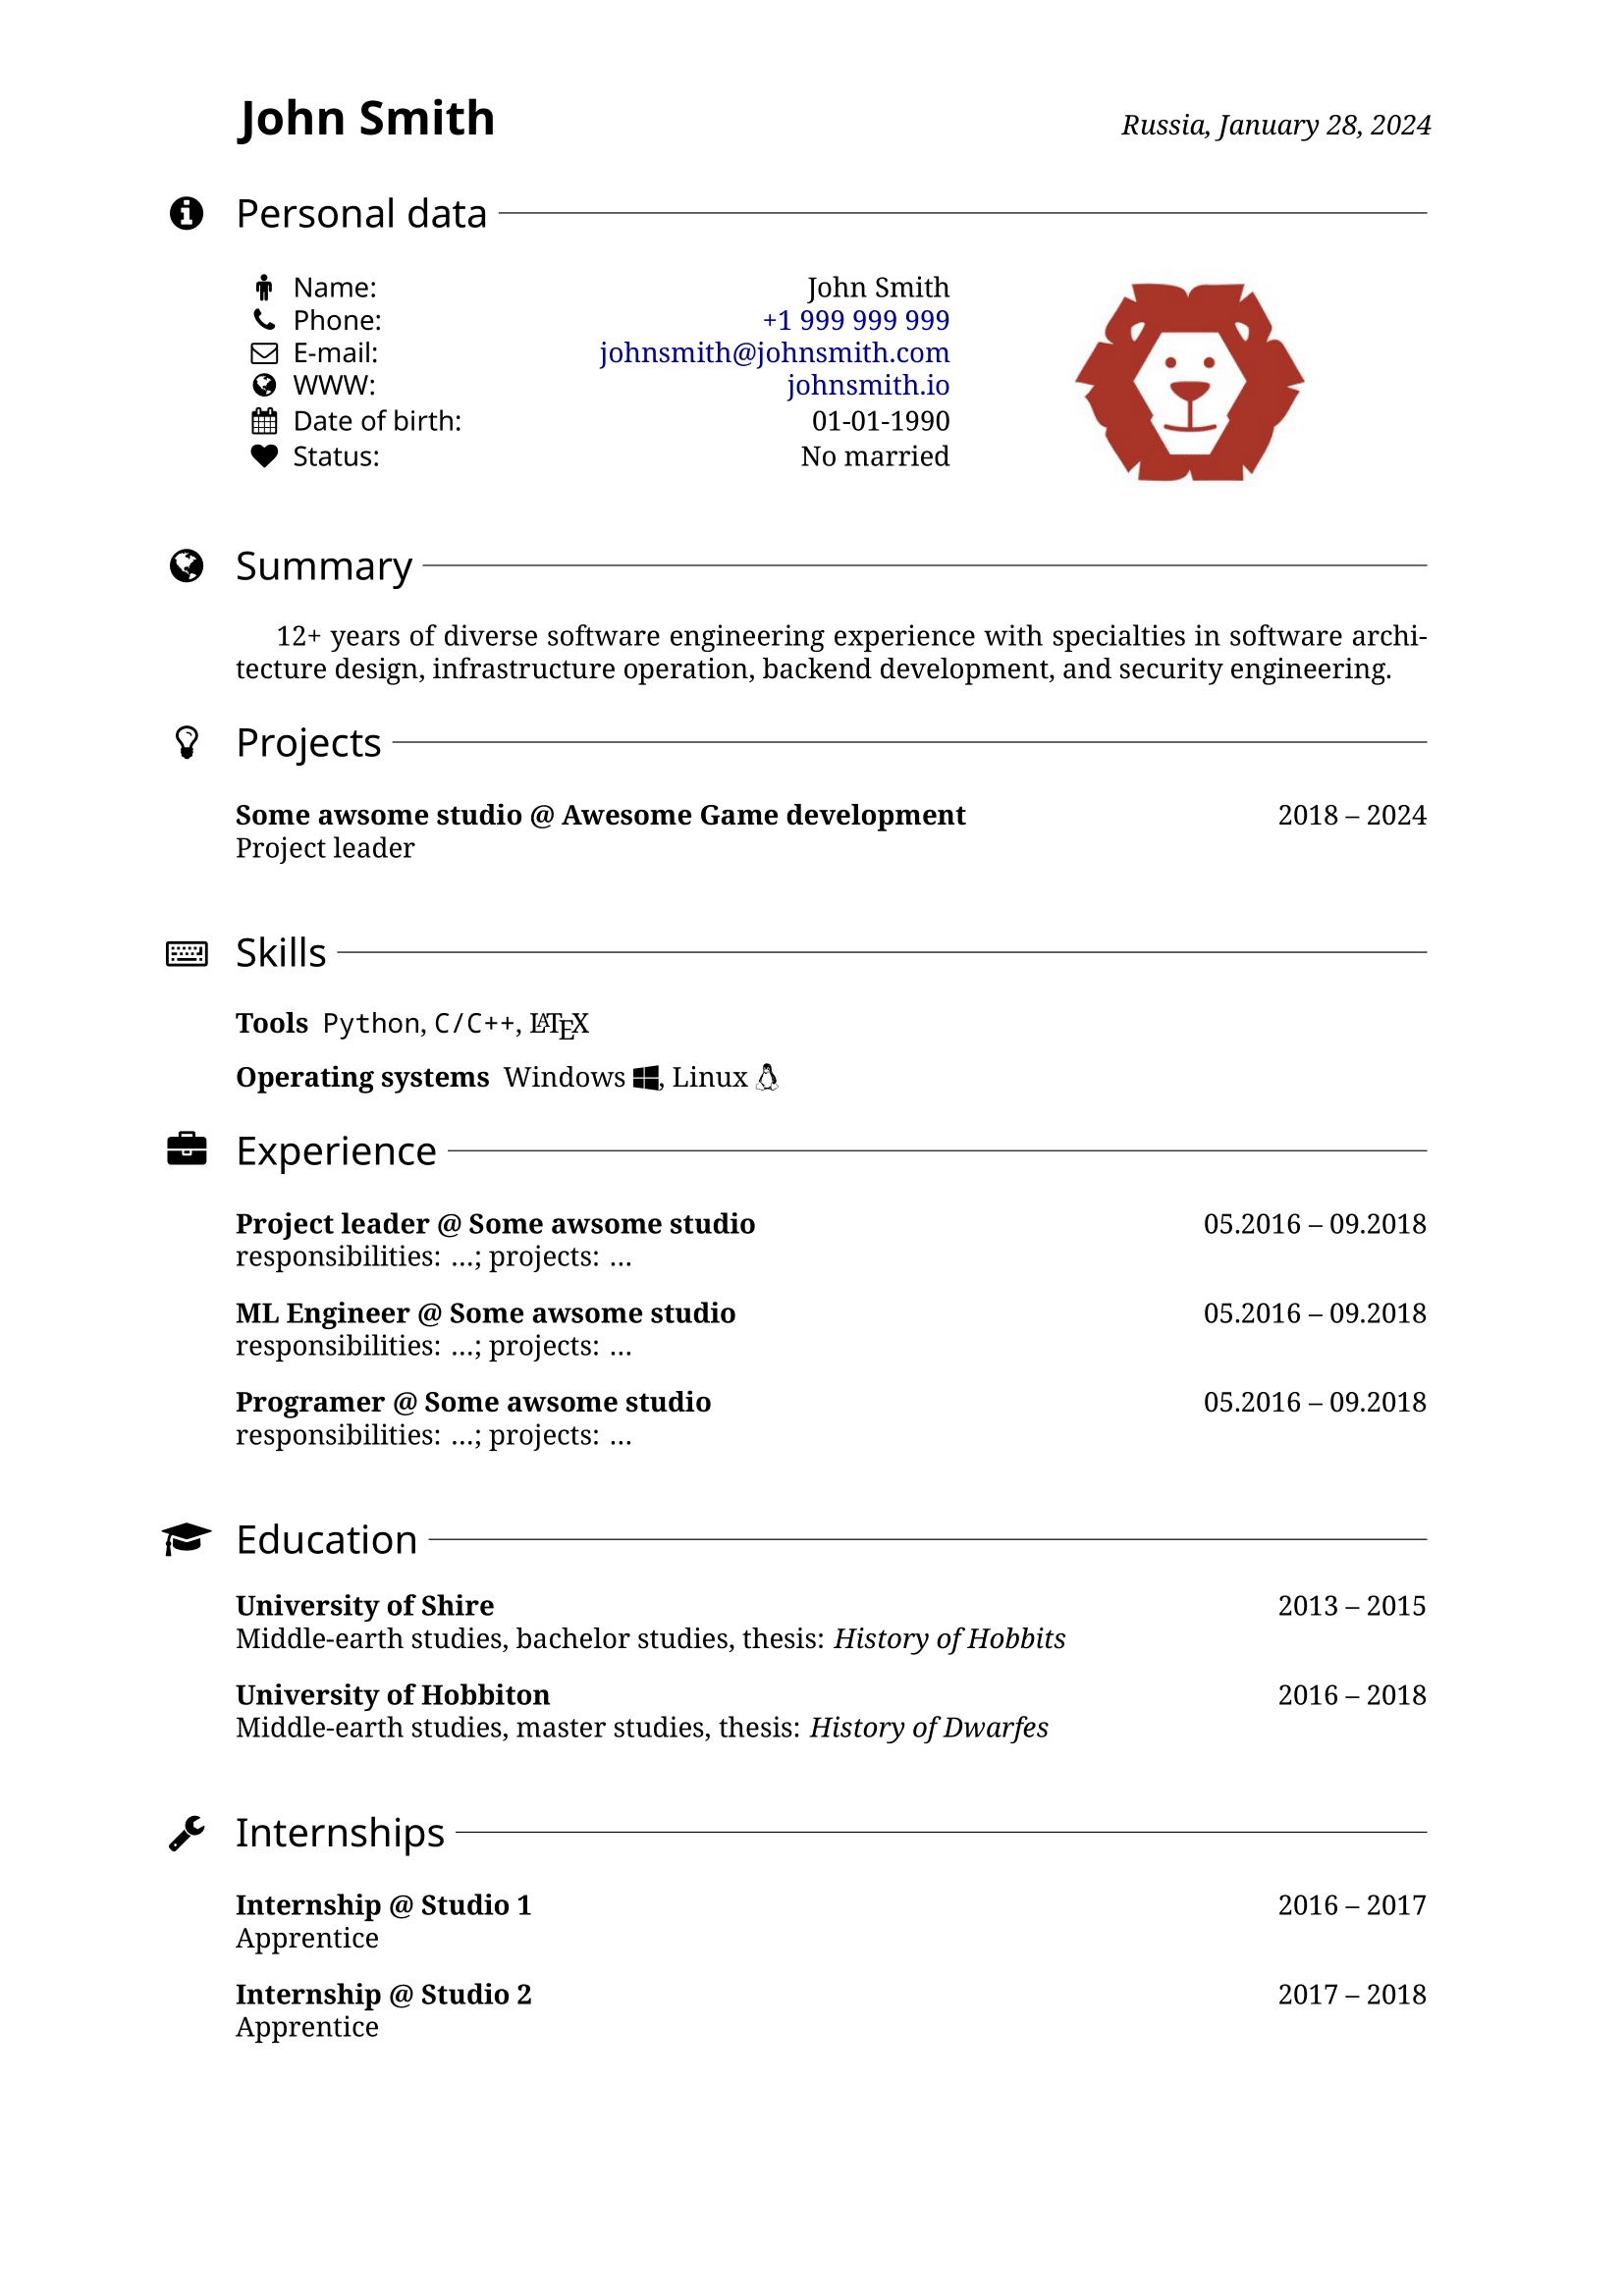 John Smith
Russia, January 28, 2024
Personal data
Name: John Smith
Phone: +1 999 999 999
E-mail: johnsmith@johnsmith.com
WWW: johnsmith.io
Date of birth: 01-01-1990
Status: No married
Summary
12+ years of diverse software engineering experience with specialties in software archi-
tecture design, infrastructure operation, backend development, and security engineering.
Projects
Some awsome studio @ Awesome Game development 2018 – 2024
Project leader
Skills
Tools Python, C/C++, LATEX
Operating systems Windows, Linux
Experience
Project leader @ Some awsome studio 05.2016 – 09.2018
responsibilities: ...; projects: ...
ML Engineer @ Some awsome studio 05.2016 – 09.2018
responsibilities: ...; projects: ...
Programer @ Some awsome studio 05.2016 – 09.2018
responsibilities: ...; projects: ...
Education
University of Shire 2013 – 2015
Middle-earth studies, bachelor studies, thesis: History of Hobbits
University of Hobbiton 2016 – 2018
Middle-earth studies, master studies, thesis: History of Dwarfes
Internships
Internship @ Studio 1 2016 – 2017
Apprentice
Internship @ Studio 2 2017 – 2018
Apprentice